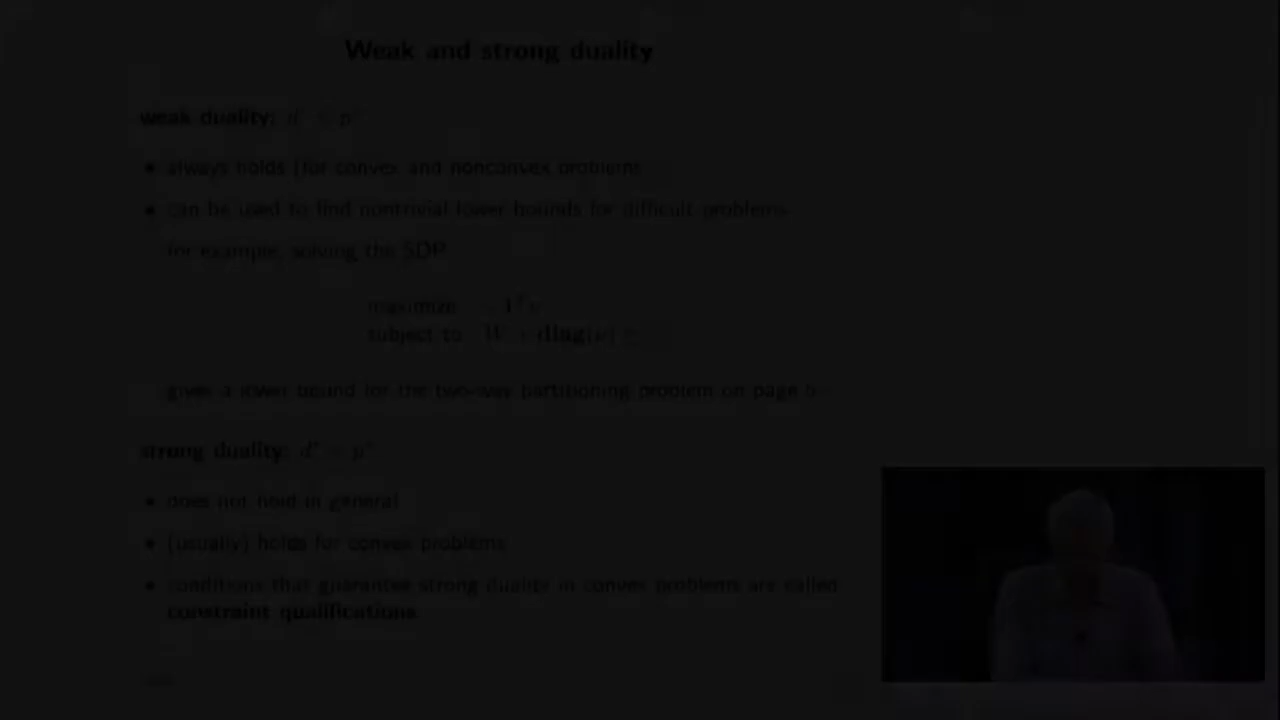 Weak and strong duality
weak duality: d* ≤ p*
• always holds (for convex and nonconvex problems
• can be used to find nontrivial lower bounds for difficult problems
for example, solving the SDP
maximize −1ᵀν
subject to W + diag(ν) ⪰
gives a lower bound for the two-way partitioning problem on page 5–
strong duality: d* = p*
• does not hold in general
• (usually) holds for convex problems
• conditions that guarantee strong duality in convex problems are called
constraint qualifications